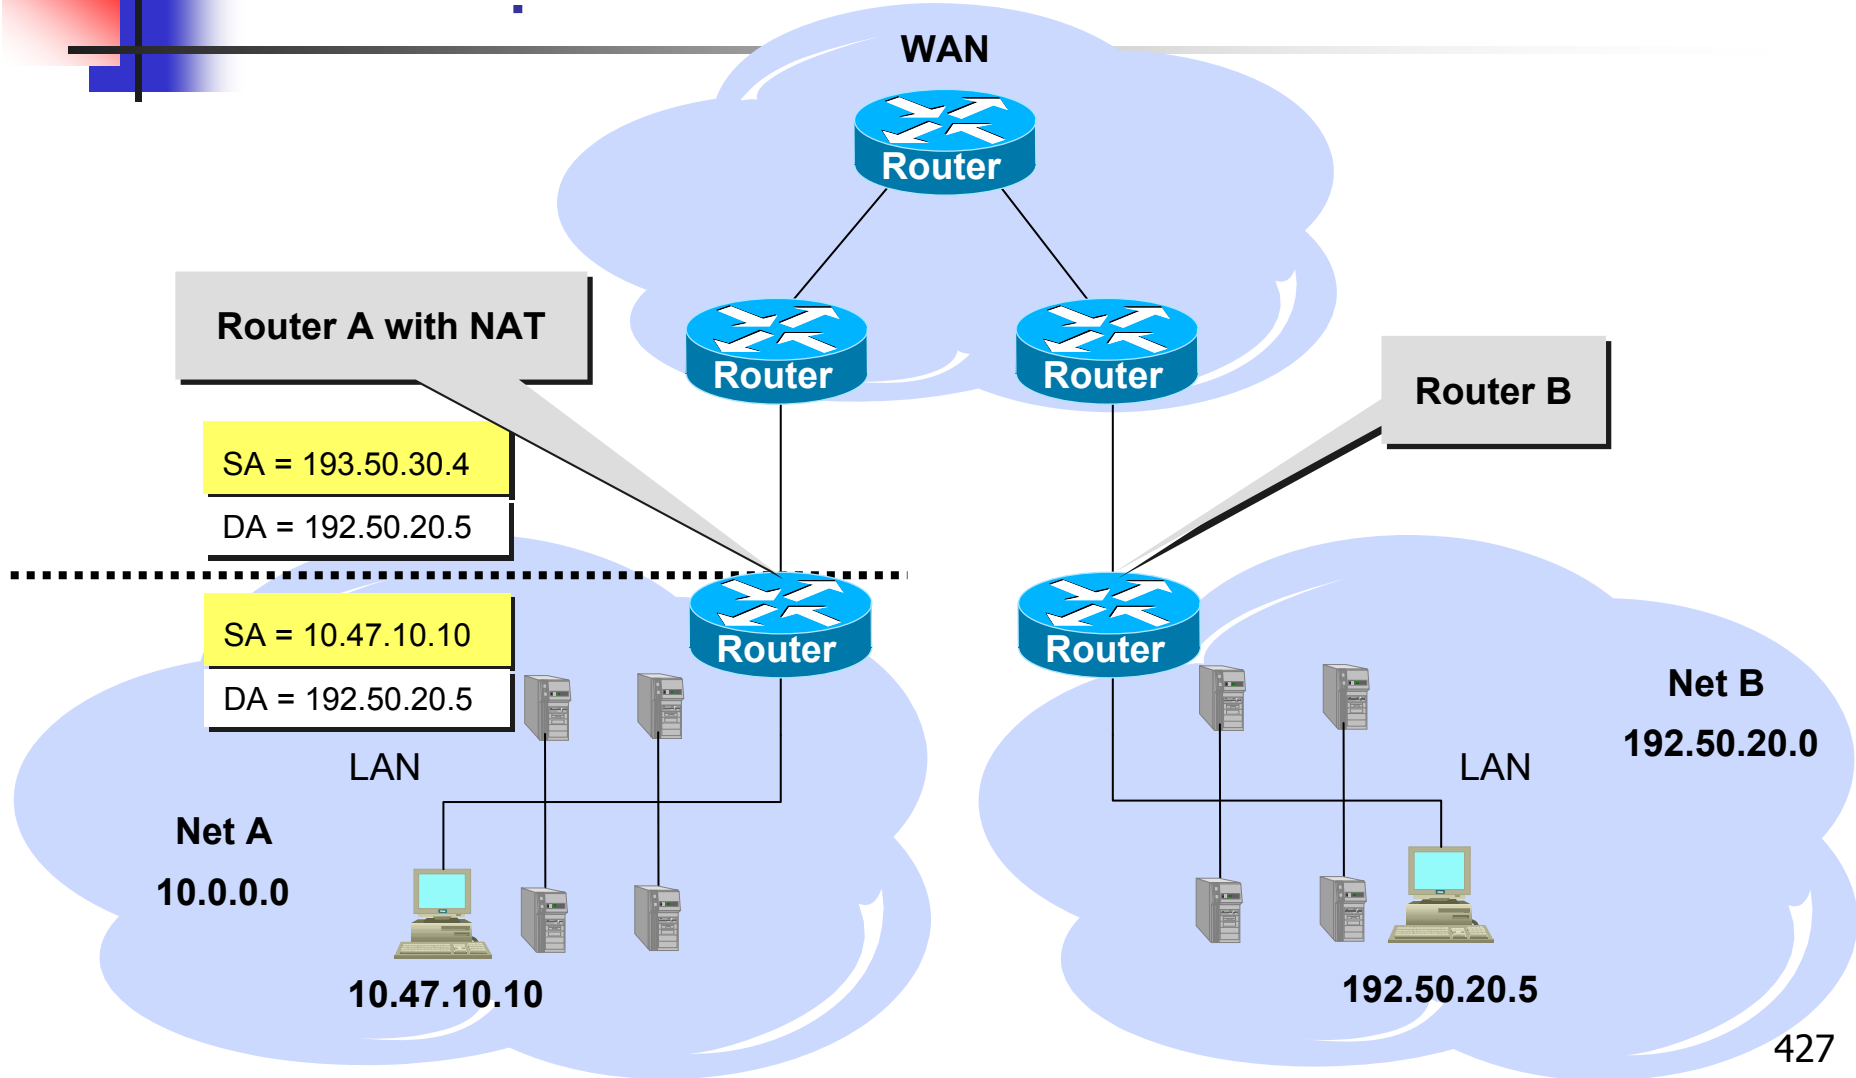 WAN
Router
Router A with NAT
Router
Router
Router B
SA = 193.50.30.4
DA = 192.50.20.5
SA = 10.47.10.10
DA = 192.50.20.5
Router
Router
Net B
192.50.20.0
LAN
LAN
Net A
10.0.0.0
10.47.10.10
192.50.20.5
427